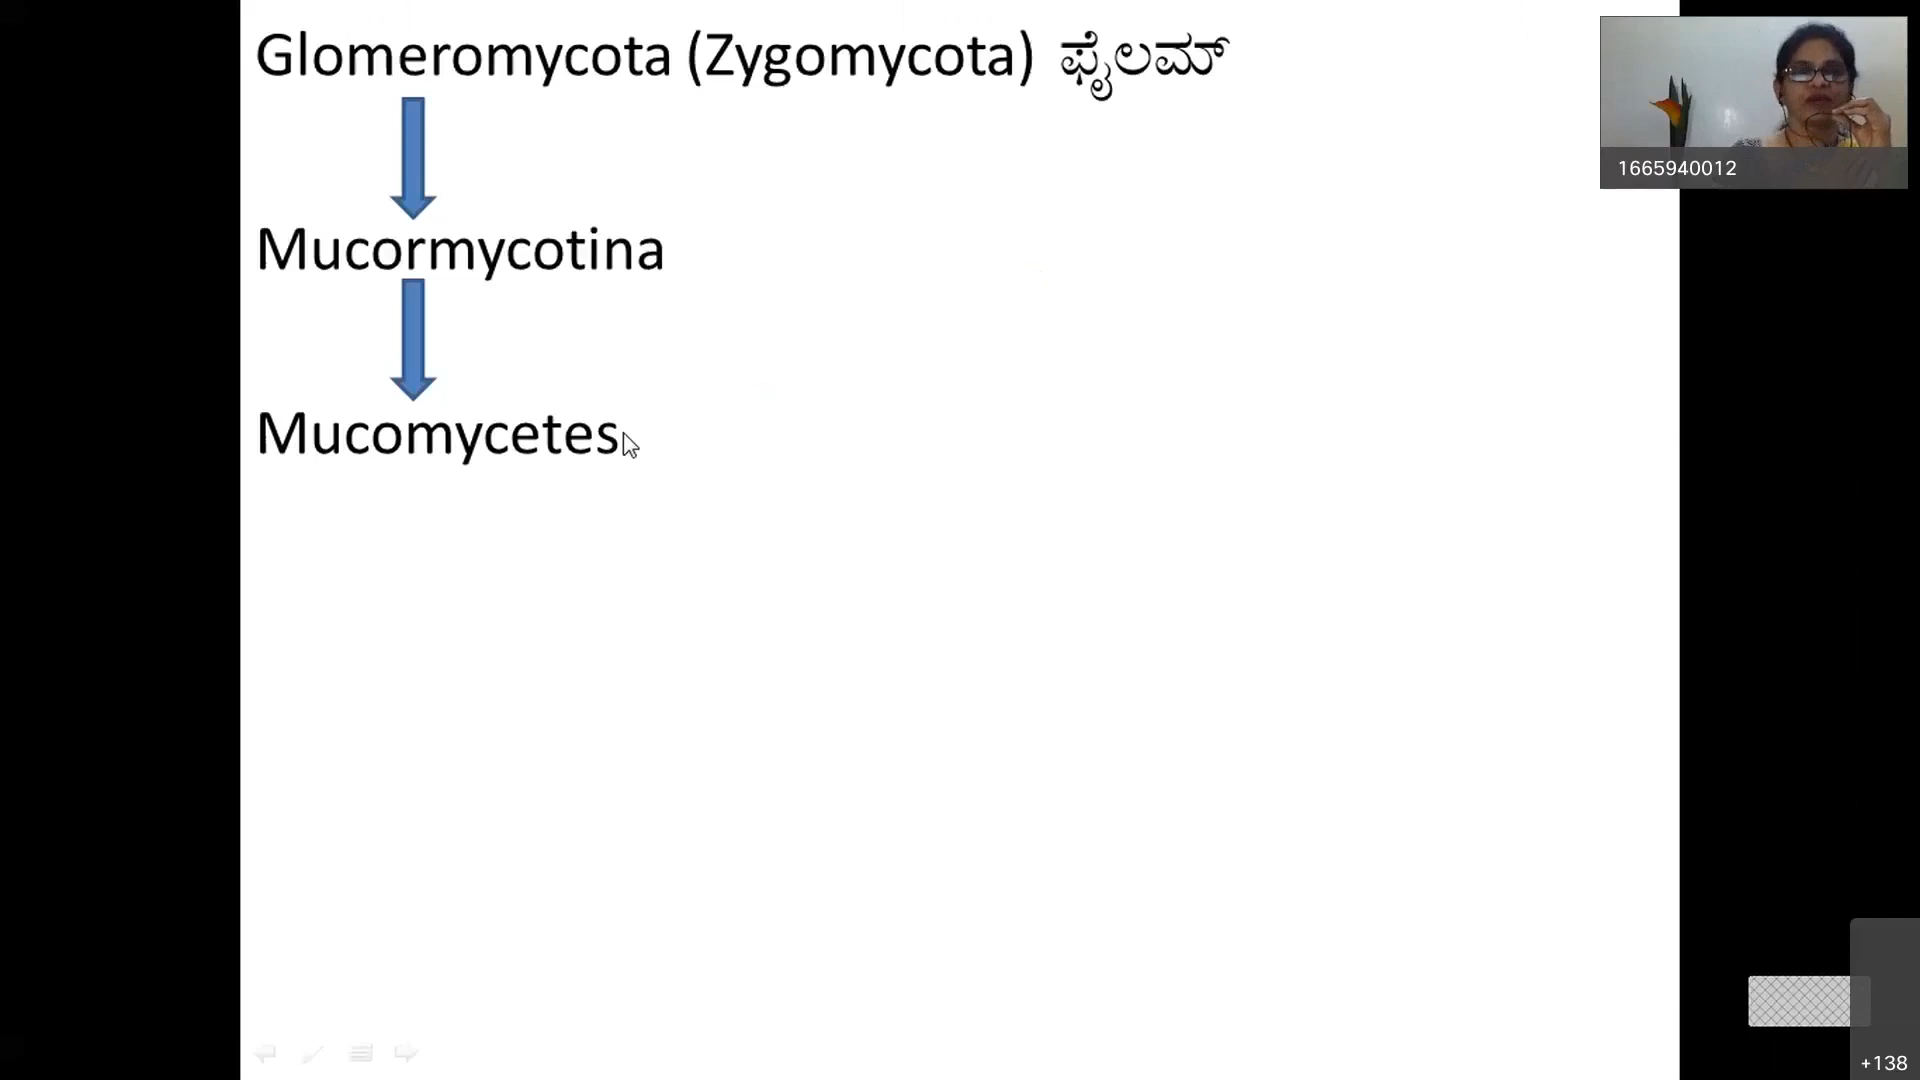 Glomeromycota (Zygomycota) ಫೈಲಮ್
1665940012
Mucormycotina
Mucomycetes
+138